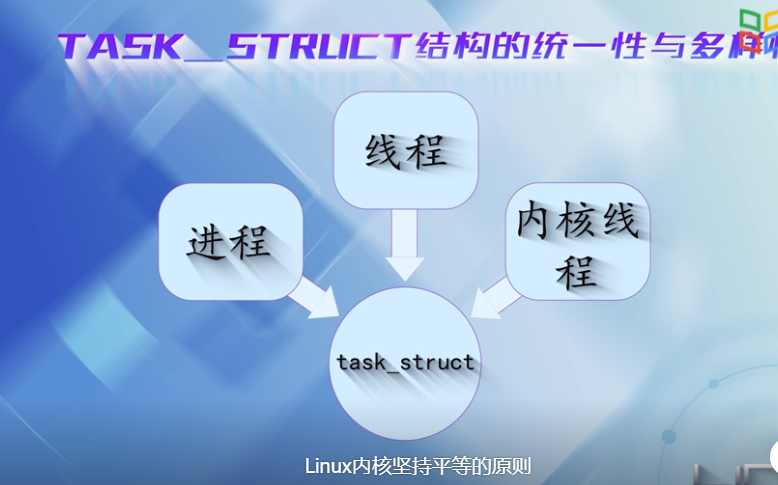 TASK_STRUCT结构的统一性与多样
线程
进程
内核线
程
task_struct
Linux内核坚持平等的原则